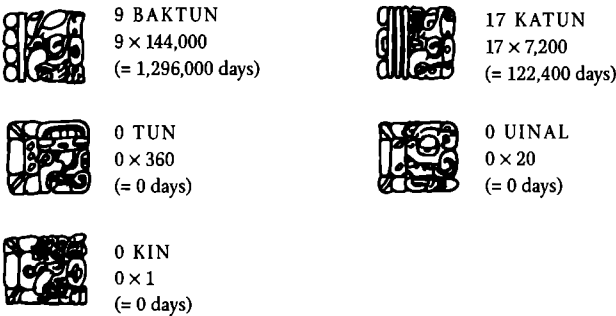 9 BAKTUN
9 × 144,000
(= 1,296,000 days)
17 KATUN
17 × 7,200
(= 122,400 days)
0 TUN
0 × 360
(= 0 days)
0 UINAL
0 × 20
(= 0 days)
0 KIN
0 × 1
(= 0 days)